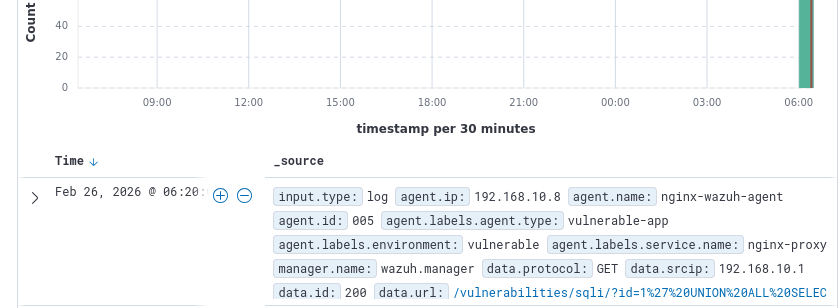 Count
40
20
0
09:00 12:00 15:00 18:00 21:00 00:00 03:00 06:00
timestamp per 30 minutes
Time _source
Feb 26, 2026 @ 06:20:
input.type: log agent.ip: 192.168.10.8 agent.name: nginx-wazuh-agent
agent.id: 005 agent.labels.agent.type: vulnerable-app
agent.labels.environment: vulnerable agent.labels.service.name: nginx-proxy
manager.name: wazuh.manager data.protocol: GET data.srcip: 192.168.10.1
data.id: 200 data.url: /vulnerabilities/sqli/?id=1%27%20UNION%20ALL%20SELEC